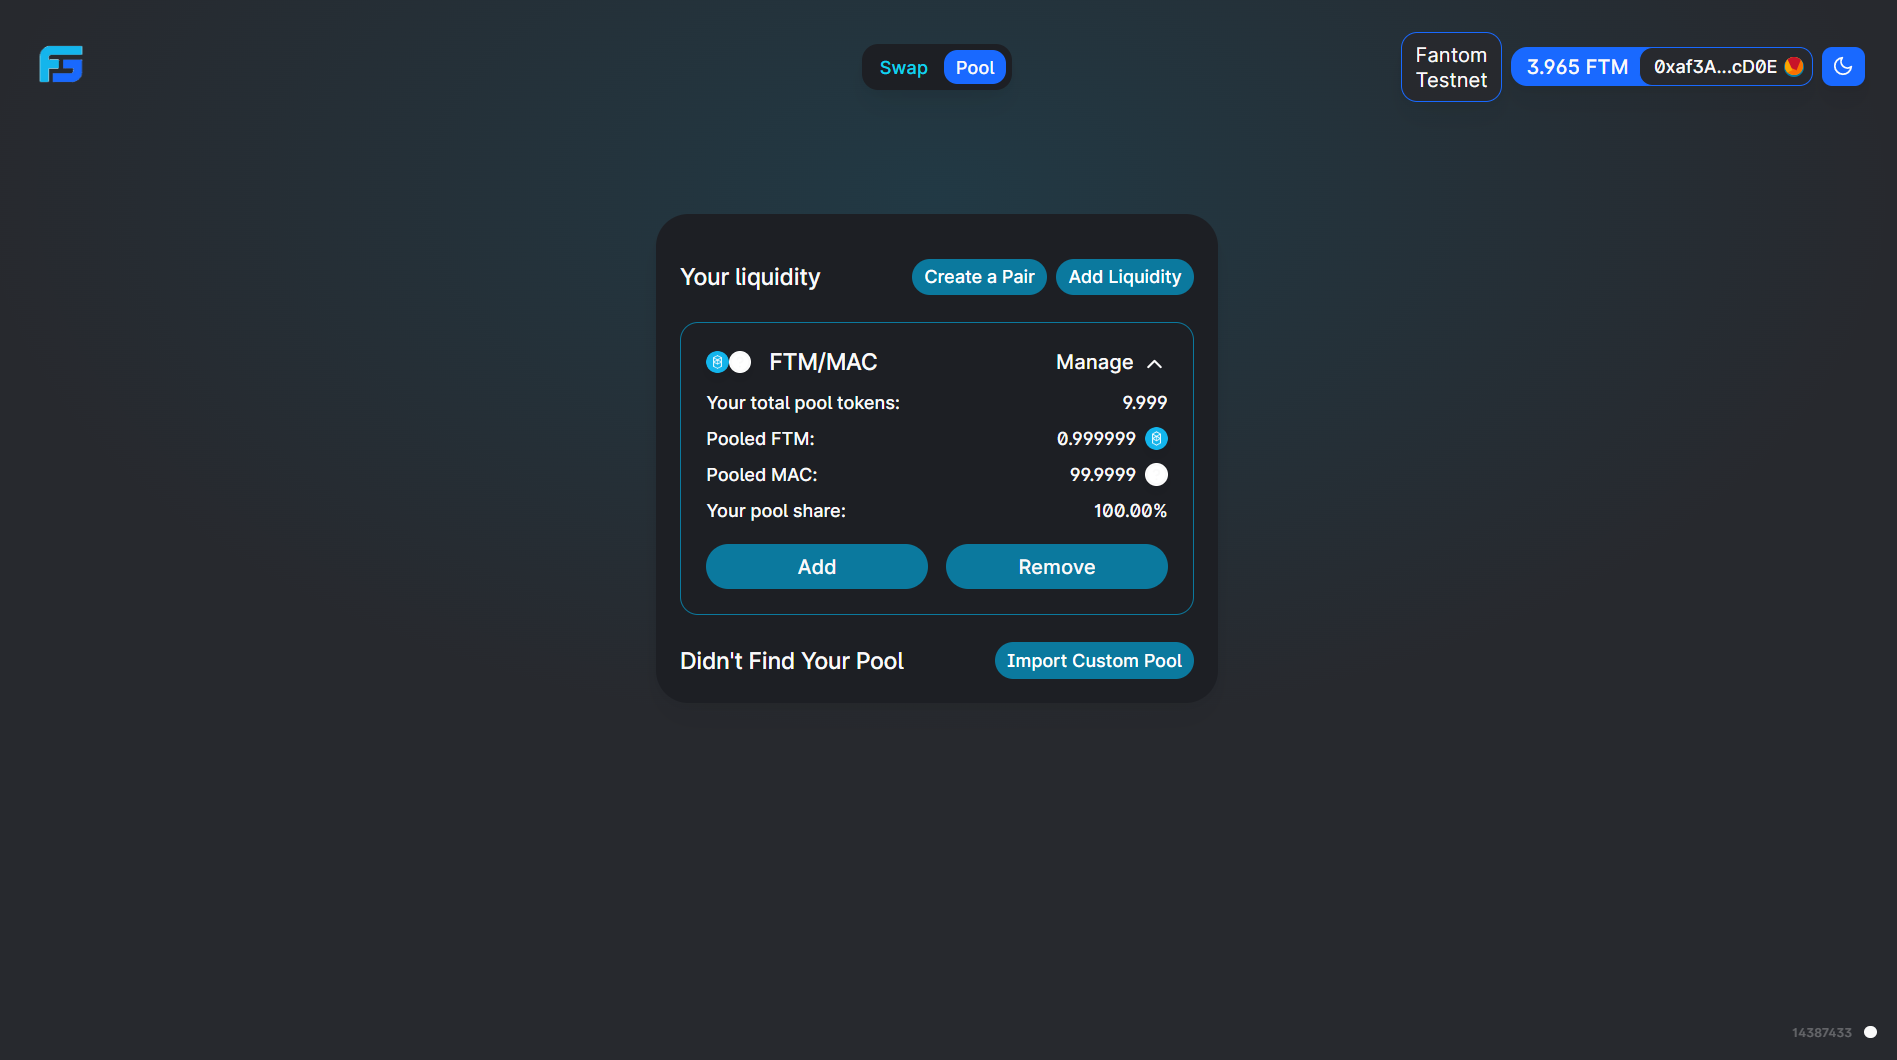 Swap Pool
Fantom
Testnet
3.965 FTM
0xaf3A...cD0E
Your liquidity
Create a Pair
Add Liquidity
FTM/MAC
Manage
Your total pool tokens: 9.999
Pooled FTM: 0.999999
Pooled MAC: 99.9999
Your pool share: 100.00%
Add
Remove
Didn't Find Your Pool
Import Custom Pool
14387433